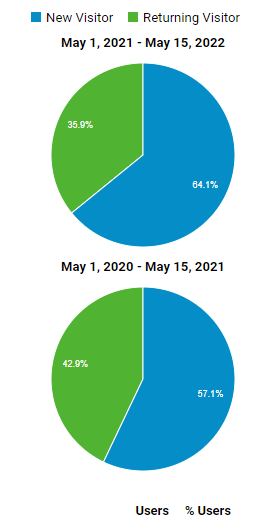 New Visitor Returning Visitor
May 1, 2021 - May 15, 2022
35.9%
64.1%
May 1, 2020 - May 15, 2021
42.9%
57.1%
Users % Users